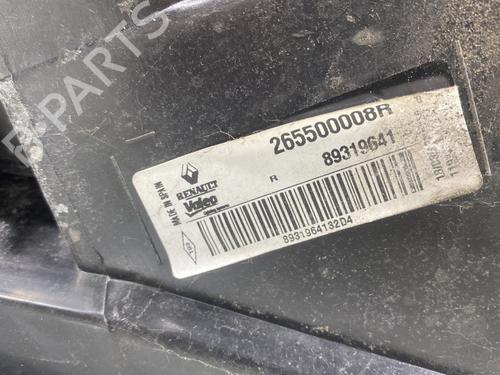 B-PARTS
265500008R
R 89319641
MADE IN SPAIN
RENAULT
Valeo
8931964132D4